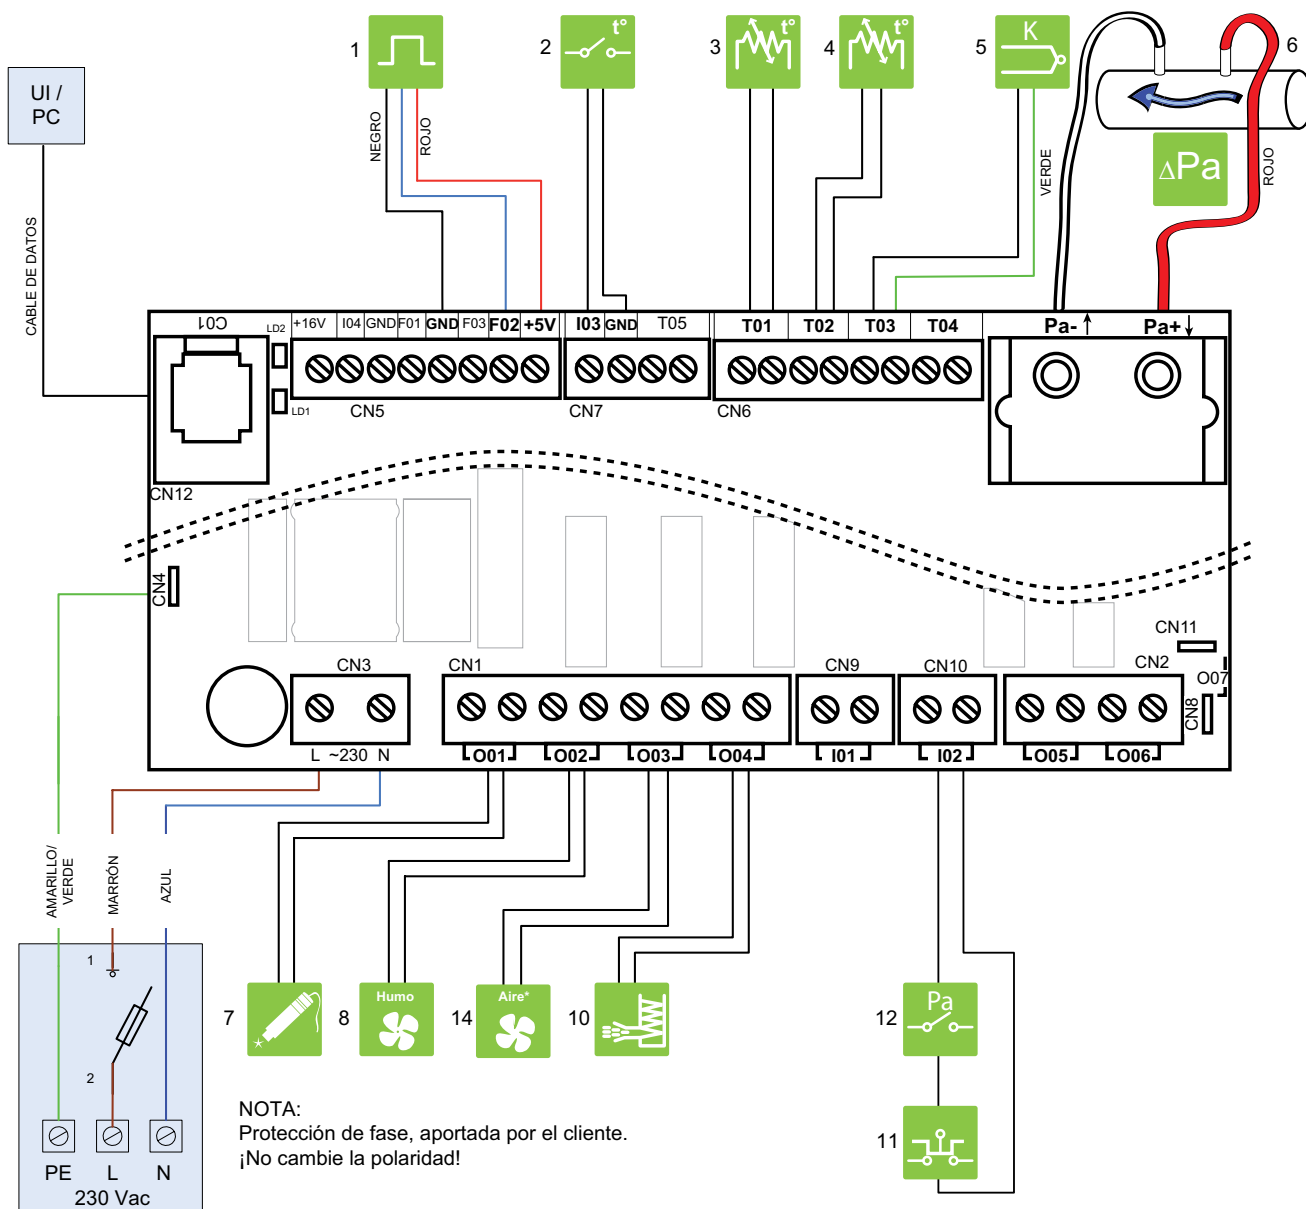 1
2 t°
3 t°
4 t°
5 K
6
UI /
PC
NEGRO
ROJO
VERDE
ΔPa
ROJO
CABLE DE DATOS
C01
LD2
+16V I04 GND F01 GND F03 F02 +5V
I03 GND T05
T01 T02 T03 T04
Pa- Pa+
LD1
CN5
CN7
CN6
CN12
CN4
CN11
CN3
CN1
CN9
CN10
CN2
O07
CN8
L ~230 N
O01 O02 O03 O04
I01
I02
O05 O06
AMARILLO/
VERDE
MARRÓN
AZUL
1
2
PE L N
230 Vac
7
8 Humo
14 Aire*
10
12 Pa
11
NOTA:
Protección de fase, aportada por el cliente.
¡No cambie la polaridad!